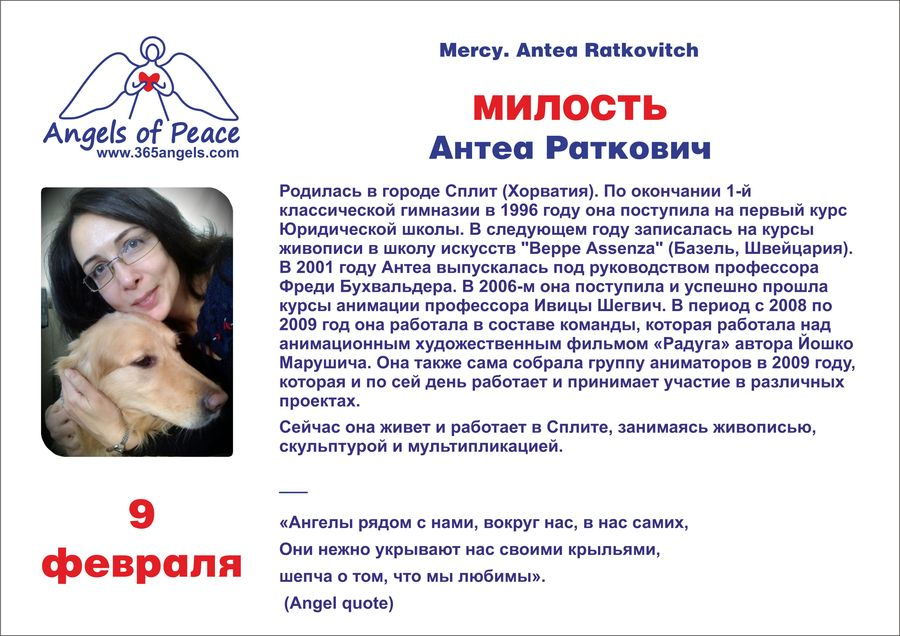 Angels of Peace
www.365angels.com
Mercy. Antea Ratkovitch
МИЛОСТЬ
Антеа Раткович
Родилась в городе Сплит (Хорватия). По окончании 1-й
классической гимназии в 1996 году она поступила на первый курс
Юридической школы. В следующем году записалась на курсы
живописи в школу искусств "Beppe Assenza" (Базель, Швейцария).
В 2001 году Антеа выпускалась под руководством профессора
Фреди Бухвальдера. В 2006-м она поступила и успешно прошла
курсы анимации профессора Ивицы Шегвич. В период с 2008 по
2009 год она работала в составе команды, которая работала над
анимационным художественным фильмом «Радуга» автора Йошко
Марушича. Она также сама собрала группу аниматоров в 2009 году,
которая и по сей день работает и принимает участие в различных
проектах.
Сейчас она живет и работает в Сплите, занимаясь живописью,
скульптурой и мультипликацией.
«Ангелы рядом с нами, вокруг нас, в нас самих,
Они нежно укрывают нас своими крыльями,
шепча о том, что мы любимы».
(Angel quote)
9
февраля